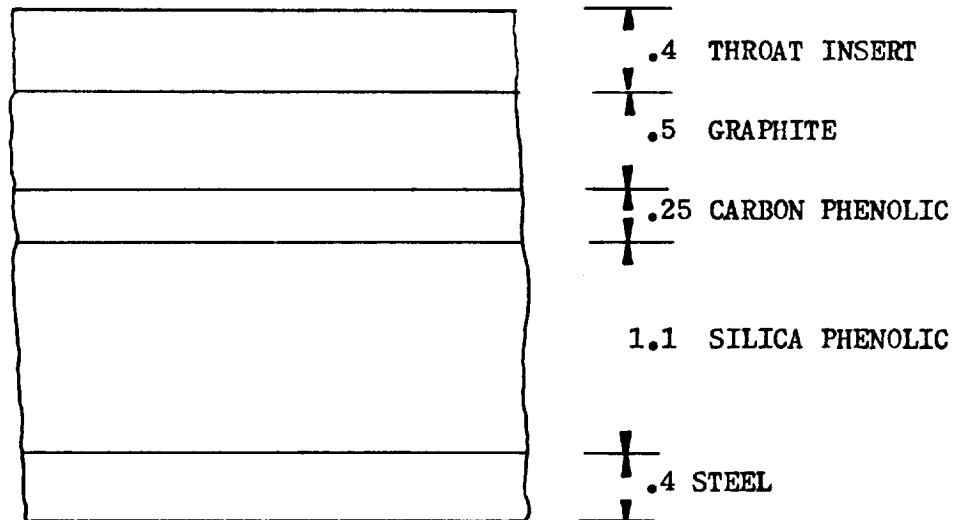 .4 THROAT INSERT
.5 GRAPHITE
.25 CARBON PHENOLIC
1.1 SILICA PHENOLIC
.4 STEEL